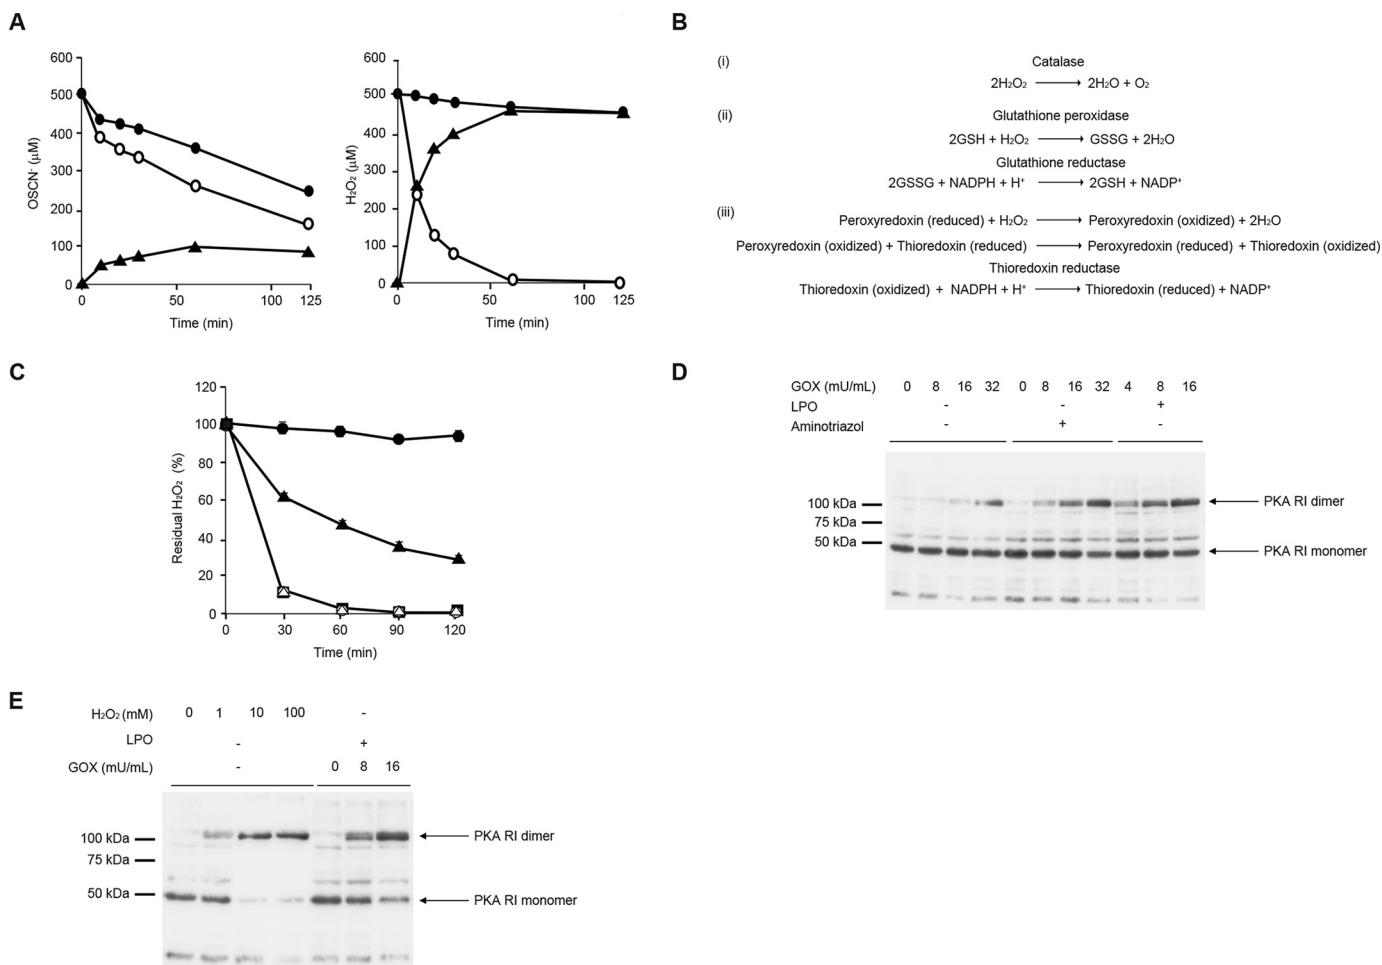 A
600
500
400
300
200
100
0
OSCN⁻ (µM)
0
50
100
125
Time (min)
600
500
400
300
200
100
0
H₂O₂ (µM)
0
50
100
125
Time (min)
B
(i)
Catalase
2H₂O₂ → 2H₂O + O₂
(ii)
Glutathione peroxidase
2GSH + H₂O₂ → GSSG + 2H₂O
Glutathione reductase
2GSSG + NADPH + H⁺ → 2GSH + NADP⁺
(iii)
Peroxyredoxin (reduced) + H₂O₂ → Peroxyredoxin (oxidized) + 2H₂O
Peroxyredoxin (oxidized) + Thioredoxin (reduced) → Peroxyredoxin (reduced) + Thioredoxin (oxidized)
Thioredoxin reductase
Thioredoxin (oxidized) + NADPH + H⁺ → Thioredoxin (reduced) + NADP⁺
C
120
100
80
60
40
20
0
Residual H₂O₂ (%)
0 30 60 90 120
Time (min)
D
GOX (mU/mL) 0 8 16 32 0 8 16 32 4 8 16
LPO - - +
Aminotriazol - + -
100 kDa
75 kDa
50 kDa
PKA RI dimer
PKA RI monomer
E
H₂O₂ (mM) 0 1 10 100 -
LPO - +
GOX (mU/mL) - 0 8 16
100 kDa
75 kDa
50 kDa
PKA RI dimer
PKA RI monomer